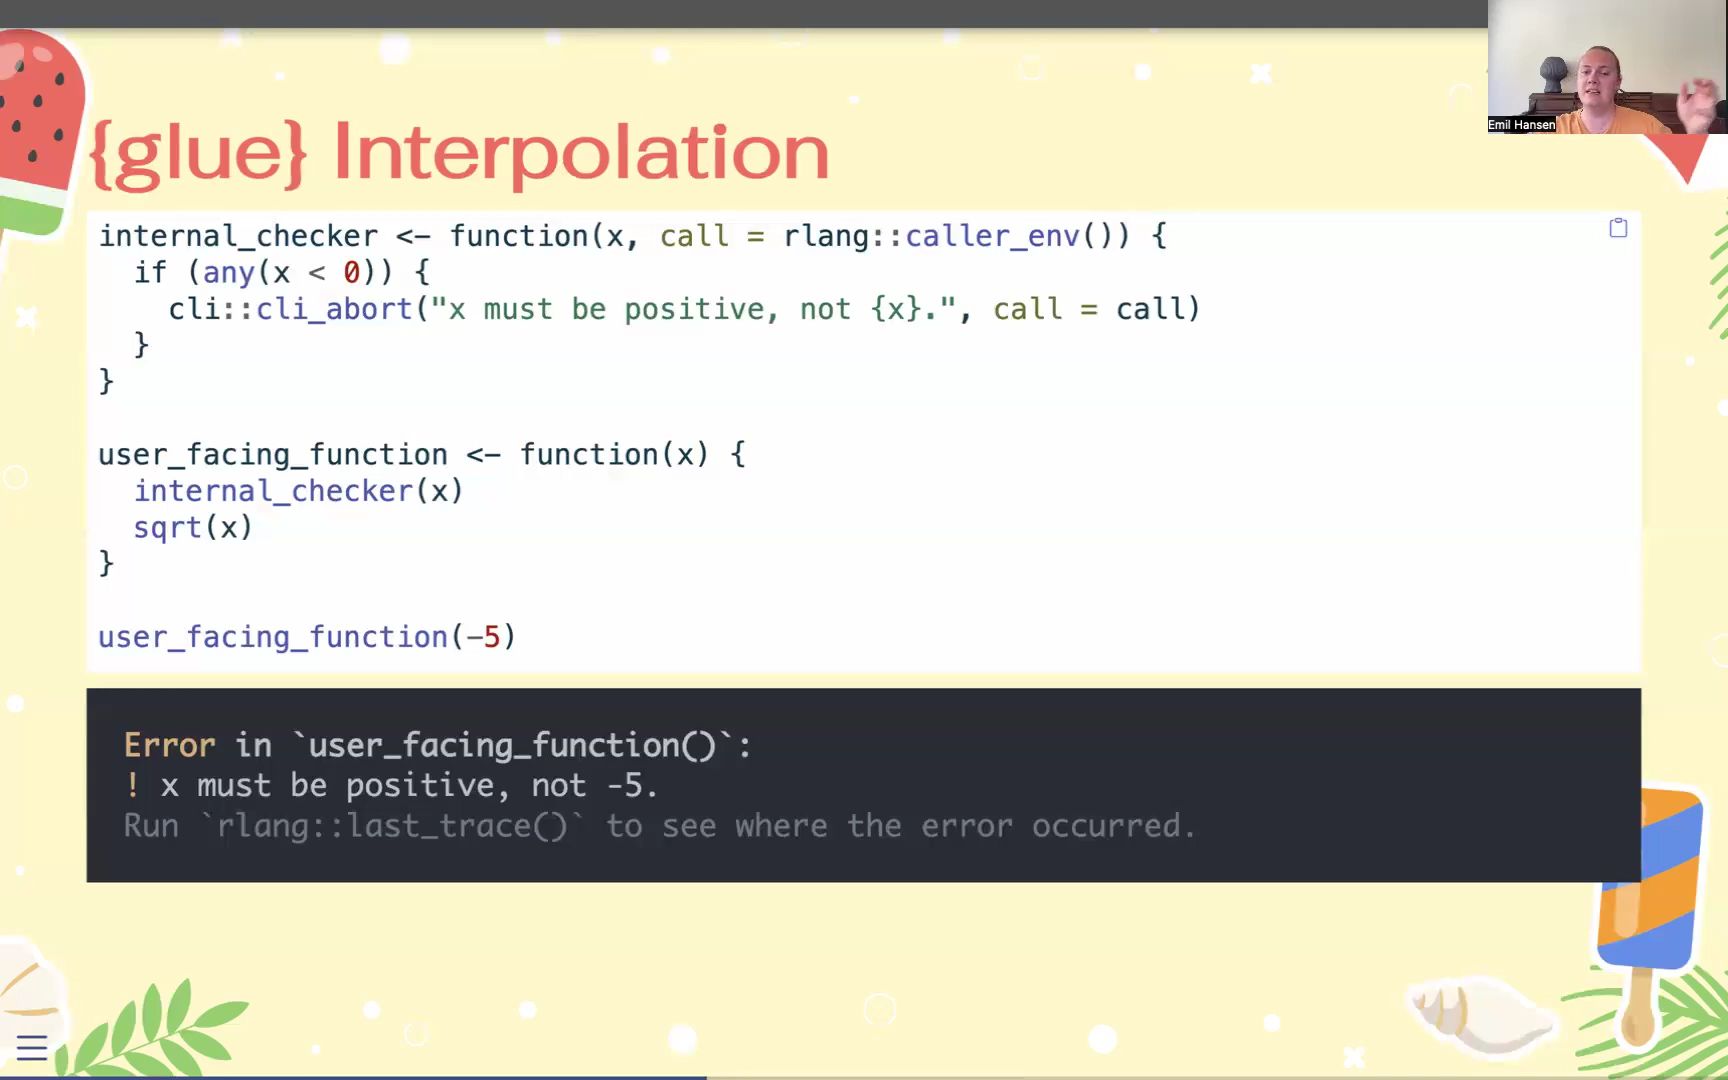 Emil Hansen
{glue} Interpolation
internal_checker <- function(x, call = rlang::caller_env()) {
  if (any(x < 0)) {
    cli::cli_abort("x must be positive, not {x}.", call = call)
  }
}

user_facing_function <- function(x) {
  internal_checker(x)
  sqrt(x)
}

user_facing_function(-5)
Error in `user_facing_function()`:
! x must be positive, not -5.
Run `rlang::last_trace()` to see where the error occurred.